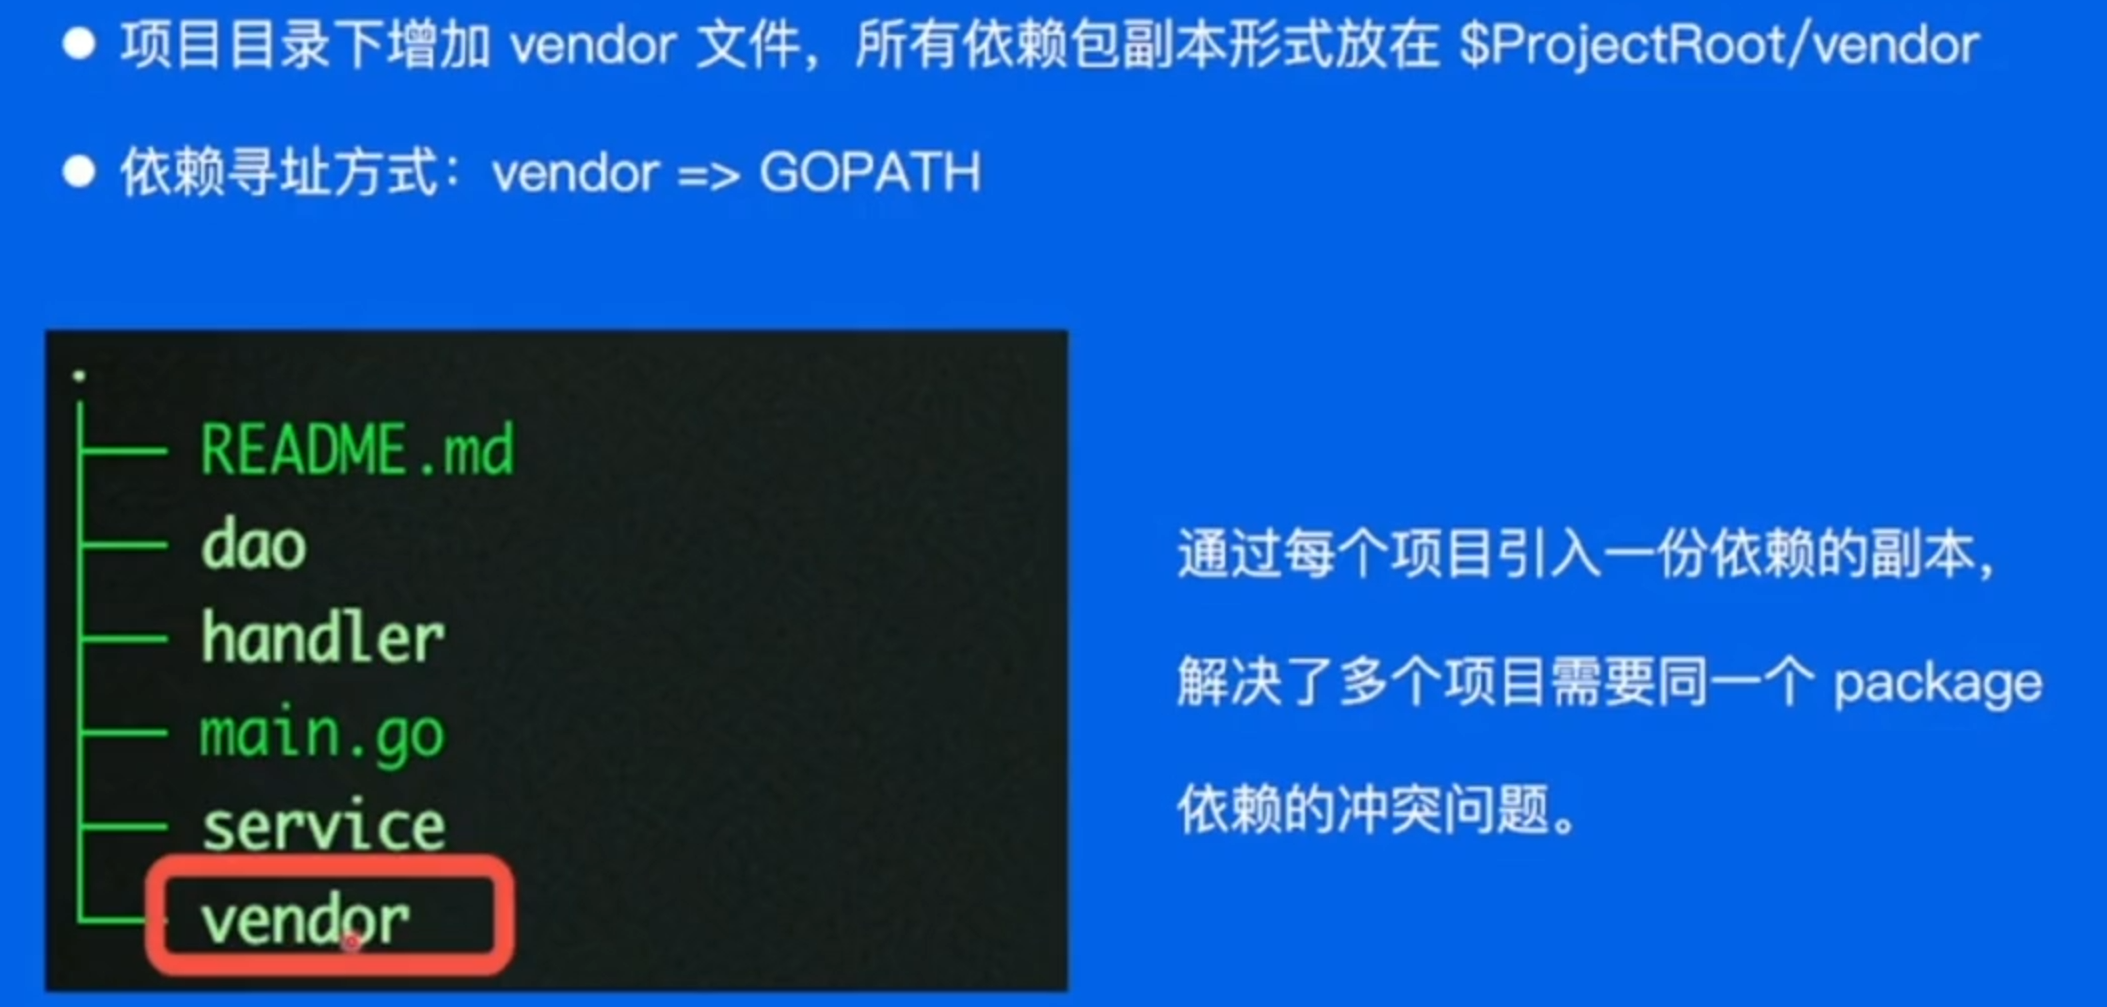 ● 项目目录下增加 vendor 文件，所有依赖包副本形式放在 $ProjectRoot/vendor
● 依赖寻址方式：vendor => GOPATH
.
├── README.md
├── dao
├── handler
├── main.go
├── service
└── vendor
通过每个项目引入一份依赖的副本，
解决了多个项目需要同一个 package
依赖的冲突问题。